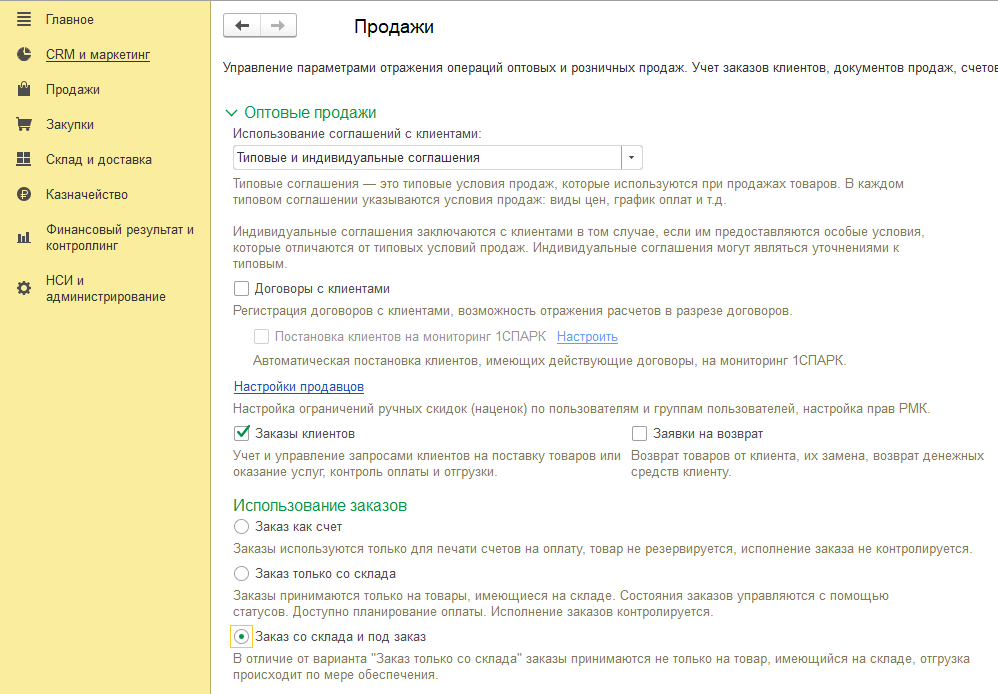 Главное
CRM и маркетинг
Продажи
Закупки
Склад и доставка
Казначейство
Финансовый результат и
контроллинг
НСИ и
администрирование
Продажи
Управление параметрами отражения операций оптовых и розничных продаж. Учет заказов клиентов, документов продаж, счетов
Оптовые продажи
Использование соглашений с клиентами:
Типовые и индивидуальные соглашения
Типовые соглашения — это типовые условия продаж, которые используются при продажах товаров. В каждом
типовом соглашении указываются условия продаж: виды цен, график оплат и т.д.
Индивидуальные соглашения заключаются с клиентами в том случае, если им предоставляются особые условия,
которые отличаются от типовых условий продаж. Индивидуальные соглашения могут являться уточнениями к
типовым.
Договоры с клиентами
Регистрация договоров с клиентами, возможность отражения расчетов в разрезе договоров.
Постановка клиентов на мониторинг 1СПАРК Настроить
Автоматическая постановка клиентов, имеющих действующие договоры, на мониторинг 1СПАРК.
Настройки продавцов
Настройка ограничений ручных скидок (наценок) по пользователям и группам пользователей, настройка прав РМК.
Заказы клиентов
Учет и управление запросами клиентов на поставку товаров или
оказание услуг, контроль оплаты и отгрузки.
Заявки на возврат
Возврат товаров от клиента, их замена, возврат денежных
средств клиенту.
Использование заказов
Заказ как счет
Заказы используются только для печати счетов на оплату, товар не резервируется, исполнение заказа не контролируется.
Заказ только со склада
Заказы принимаются только на товары, имеющиеся на складе. Состояния заказов управляются с помощью
статусов. Доступно планирование оплаты. Исполнение заказов контролируется.
Заказ со склада и под заказ
В отличие от варианта "Заказ только со склада" заказы принимаются не только на товар, имеющийся на складе, отгрузка
происходит по мере обеспечения.